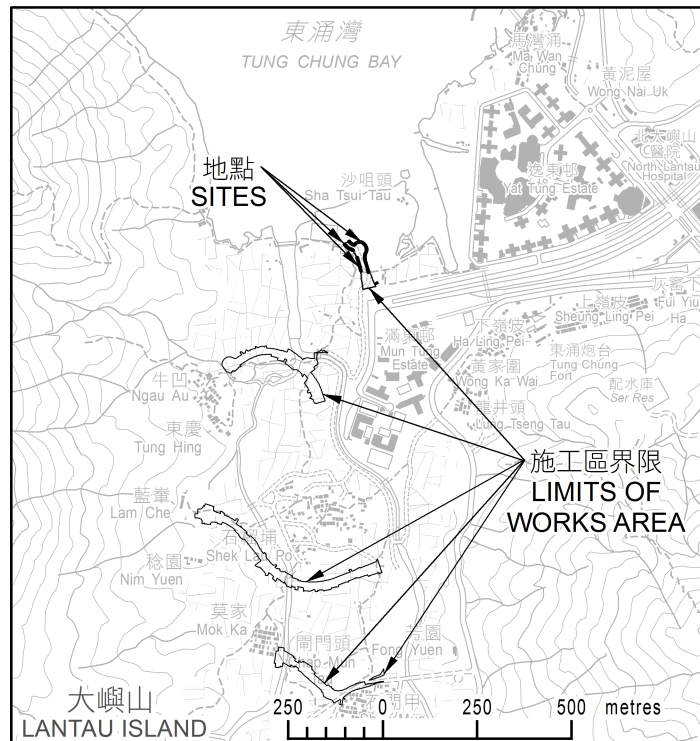 東涌灣
TUNG CHUNG BAY
馬灣涌
Ma Wan
Chung
黃泥屋
Wong Nai Uk
北大嶼山
醫院
North Lantau
Hospital
逸東邨
Yat Tung Estate
地點
SITES
沙咀頭
Sha Tsui Tau
灰窰下
Fui Yiu
Ha
上嶺皮
Sheung Ling Pei
下嶺皮
Ha Ling Pei
滿東邨
Mun Tung
Estate
黃家圍
Wong Ka Wai
東涌炮台
Tung Chung
Fort
配水庫
Ser Res
龍井頭
Lung Tseng Tau
牛凹
Ngau Au
東慶
Tung Hing
施工區界限
LIMITS OF
WORKS AREA
藍輋
Lam Che
石榴埔
Shek Lau Po
稔園
Nim Yuen
莫家
Mok Ka
閘門頭
Fong Yuen
大嶼山
LANTAU ISLAND
250 0 250 500 metres